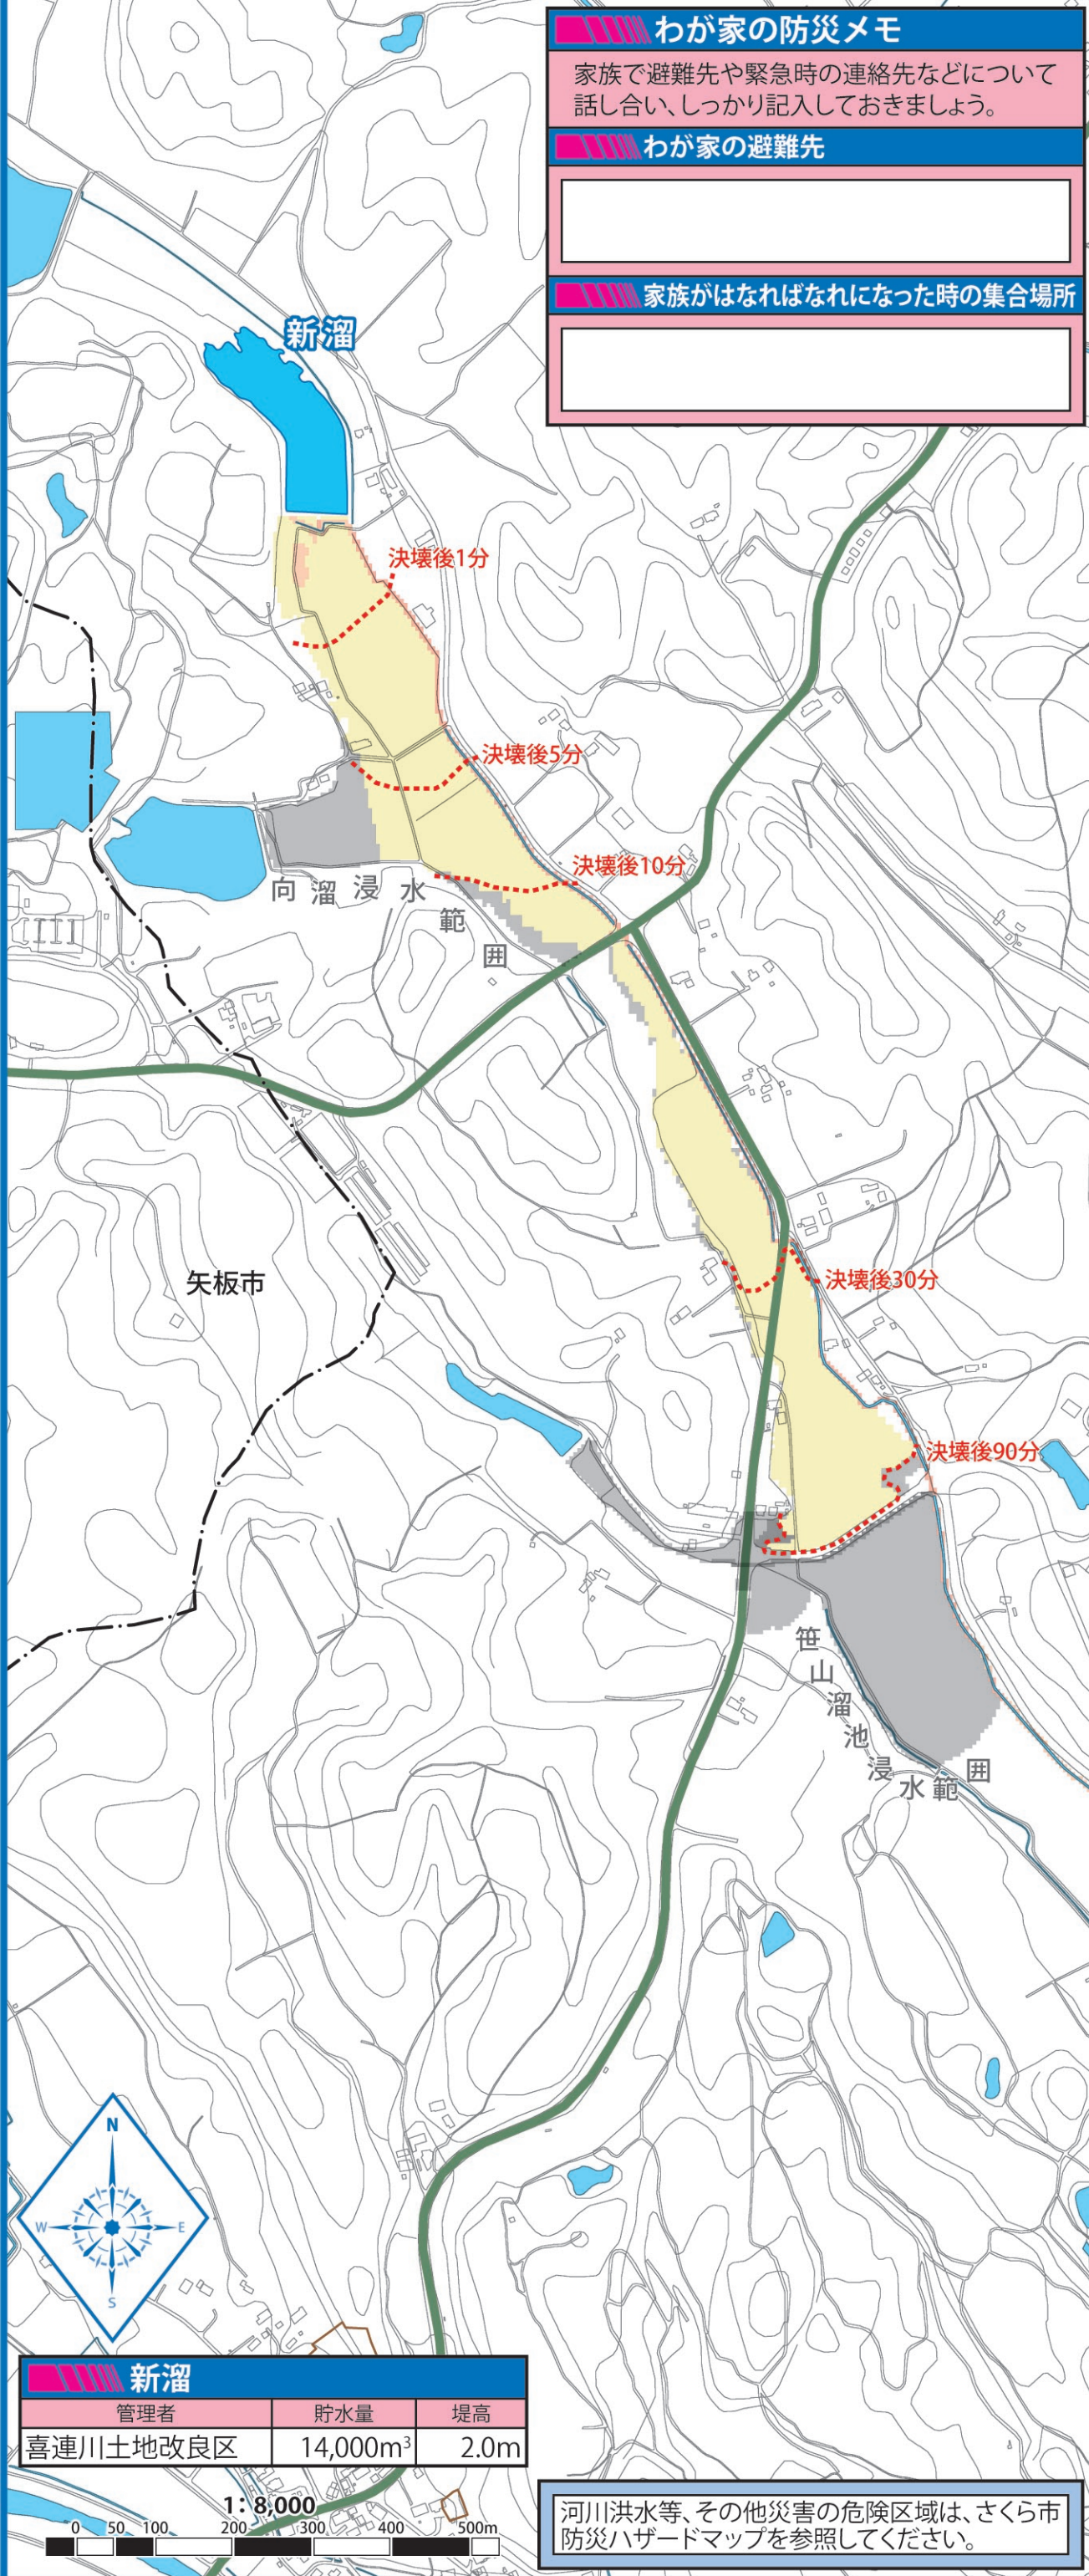 わが家の防災メモ
家族で避難先や緊急時の連絡先などについて
話し合い、しっかり記入しておきましょう。
わが家の避難先
家族がはなればなれになった時の集合場所
新溜
決壊後1分
決壊後5分
決壊後10分
向溜浸水範囲
決壊後30分
矢板市
決壊後90分
笹山溜池浸水範囲
N
W
E
S
新溜
管理者 貯水量 堤高
喜連川土地改良区 14,000m³ 2.0m
1:8,000
0 50 100 200 300 400 500m
河川洪水等、その他災害の危険区域は、さくら市
防災ハザードマップを参照してください。